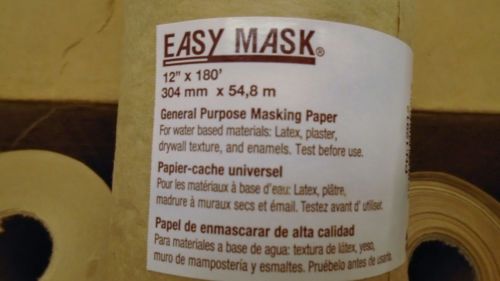 EASY MASK®
12" x 180'
304 mm x 54,8 m
General Purpose Masking Paper
For water based materials: Latex, plaster,
drywall texture, and enamels. Test before use.
Papier-cache universel
Pour les matériaux à base d'eau: Latex, plâtre,
madrure à muraux secs et émail. Testez avant d' utiliser.
Papel de enmascarar de alta calidad
Para materiales a base de agua: textura de látex, yeso,
muro de mampostería y esmaltes. Pruébelo antes de usarlo.